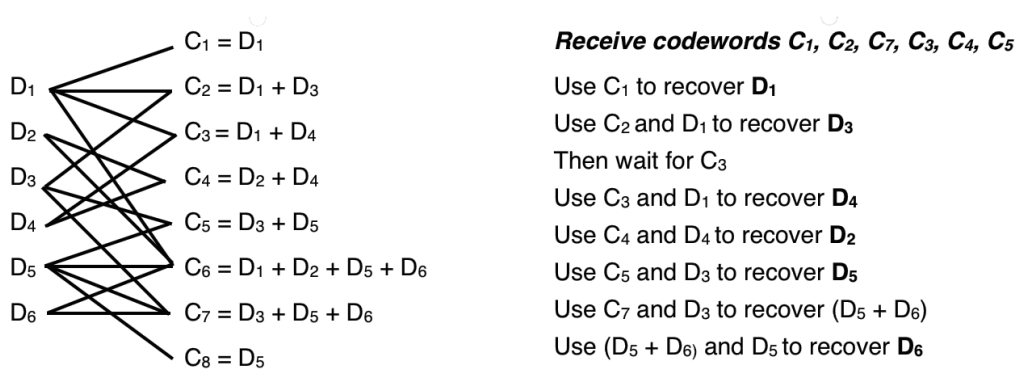 D₁
D₂
D₃
D₄
D₅
D₆
C₁ = D₁
C₂ = D₁ + D₃
C₃ = D₁ + D₄
C₄ = D₂ + D₄
C₅ = D₃ + D₅
C₆ = D₁ + D₂ + D₅ + D₆
C₇ = D₃ + D₅ + D₆
C₈ = D₅
Receive codewords C₁, C₂, C₇, C₃, C₄, C₅
Use C₁ to recover D₁
Use C₂ and D₁ to recover D₃
Then wait for C₃
Use C₃ and D₁ to recover D₄
Use C₄ and D₄ to recover D₂
Use C₅ and D₃ to recover D₅
Use C₇ and D₃ to recover (D₅ + D₆)
Use (D₅ + D₆) and D₅ to recover D₆